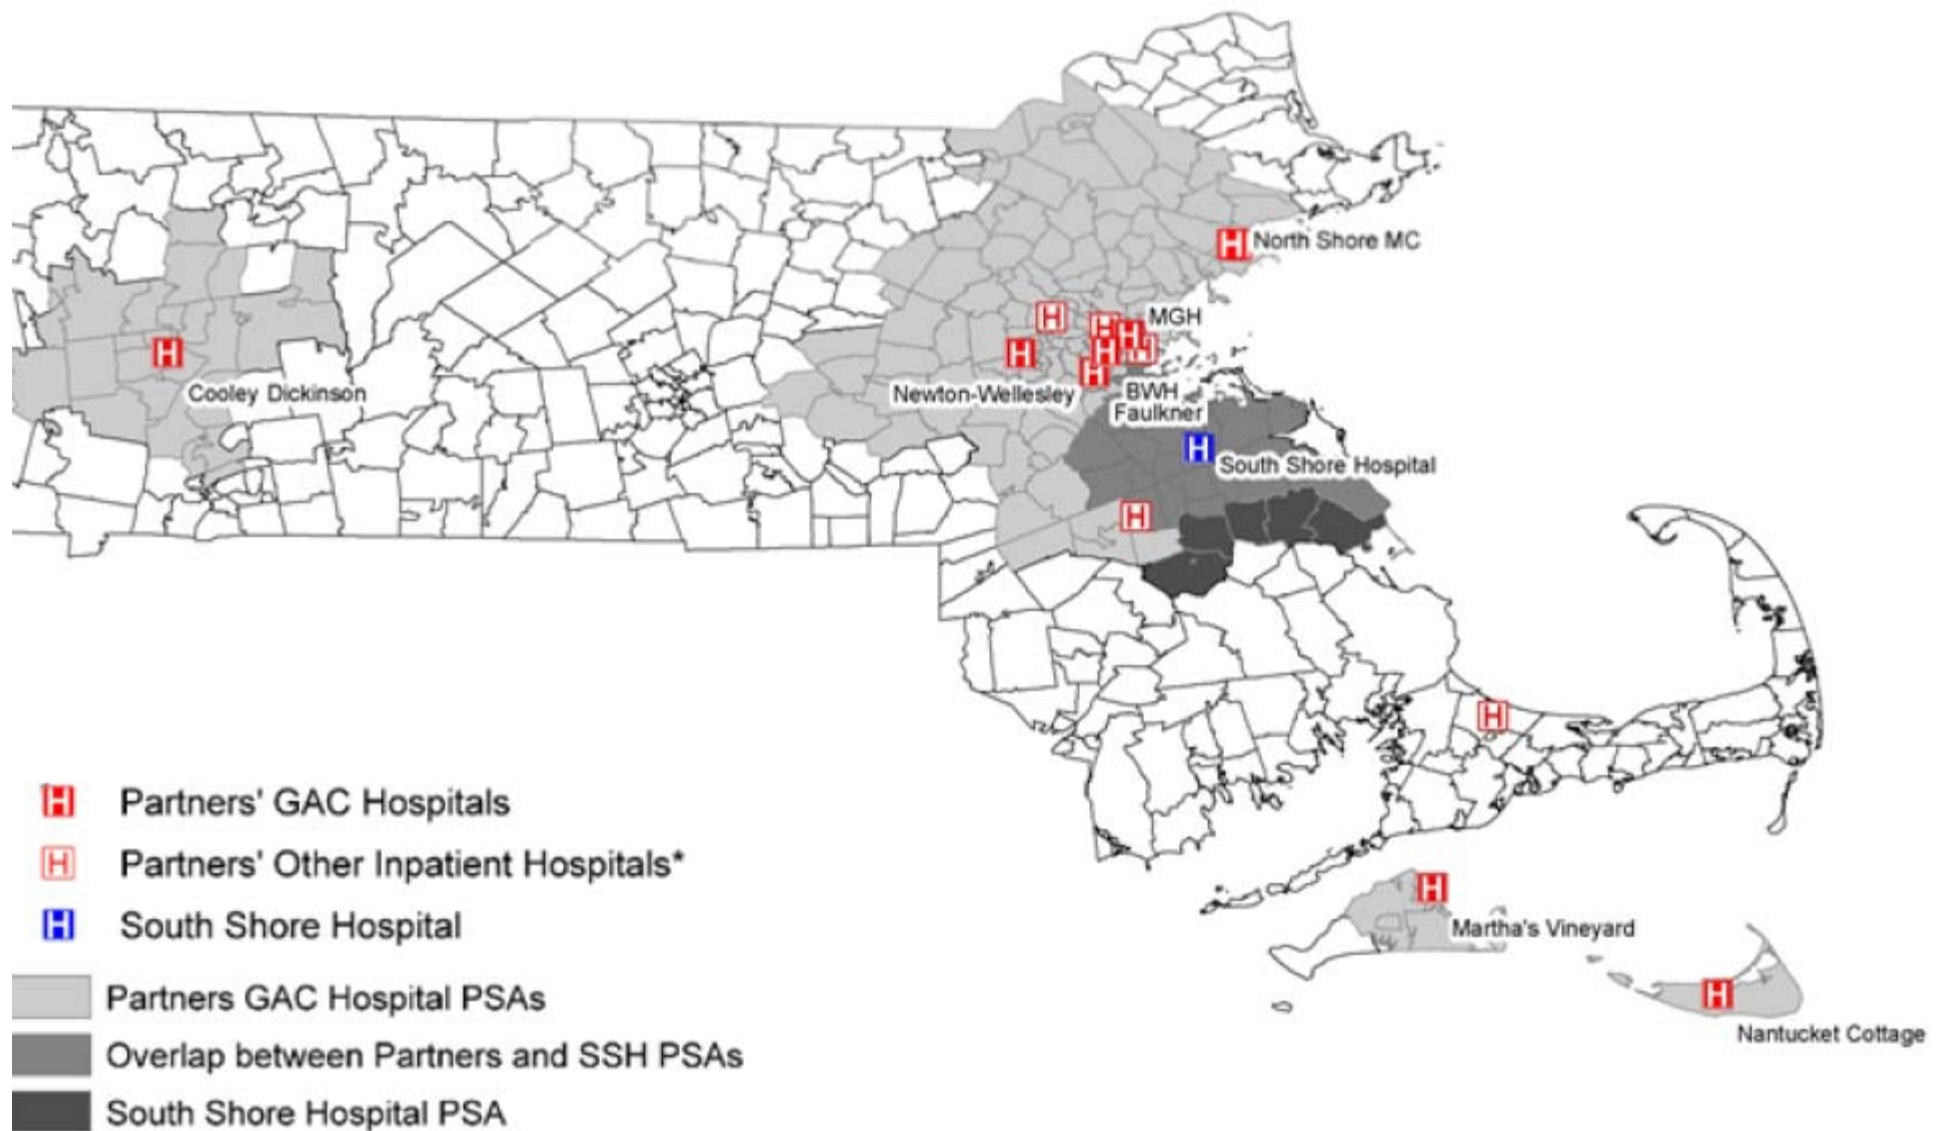 North Shore MC
MGH
Cooley Dickinson
Newton-Wellesley
BWH
Faulkner
South Shore Hospital
H Partners' GAC Hospitals
H Partners' Other Inpatient Hospitals*
H South Shore Hospital
Martha's Vineyard
Partners GAC Hospital PSAs
Nantucket Cottage
Overlap between Partners and SSH PSAs
South Shore Hospital PSA